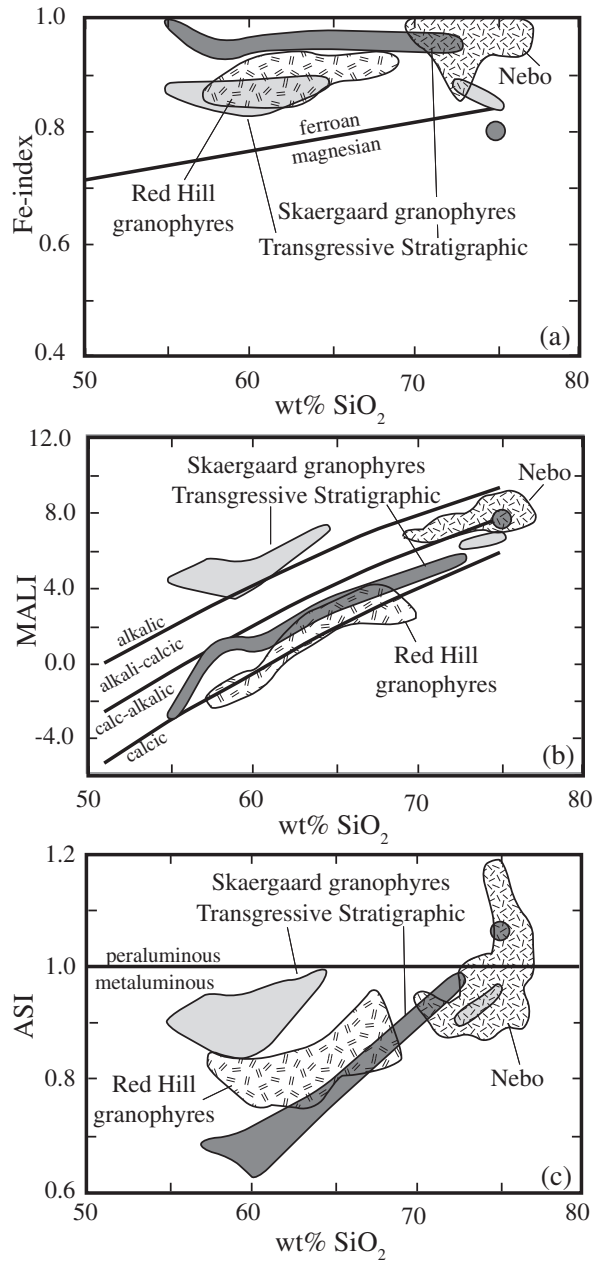 1.0
0.8
0.6
0.4
Fe-index
ferroan
magnesian
Nebo
Red Hill
granophyres
Skaergaard granophyres
Transgressive Stratigraphic
(a)
50 60 70 80
wt% SiO₂
12.0
8.0
4.0
0.0
-4.0
MALI
Skaergaard granophyres
Transgressive Stratigraphic
Nebo
alkalic
alkali-calcic
calc-alkalic
calcic
Red Hill
granophyres
(b)
50 60 70 80
wt% SiO₂
1.2
1.0
0.8
0.6
ASI
Skaergaard granophyres
Transgressive Stratigraphic
peraluminous
metaluminous
Red Hill
granophyres
Nebo
(c)
50 60 70 80
wt% SiO₂